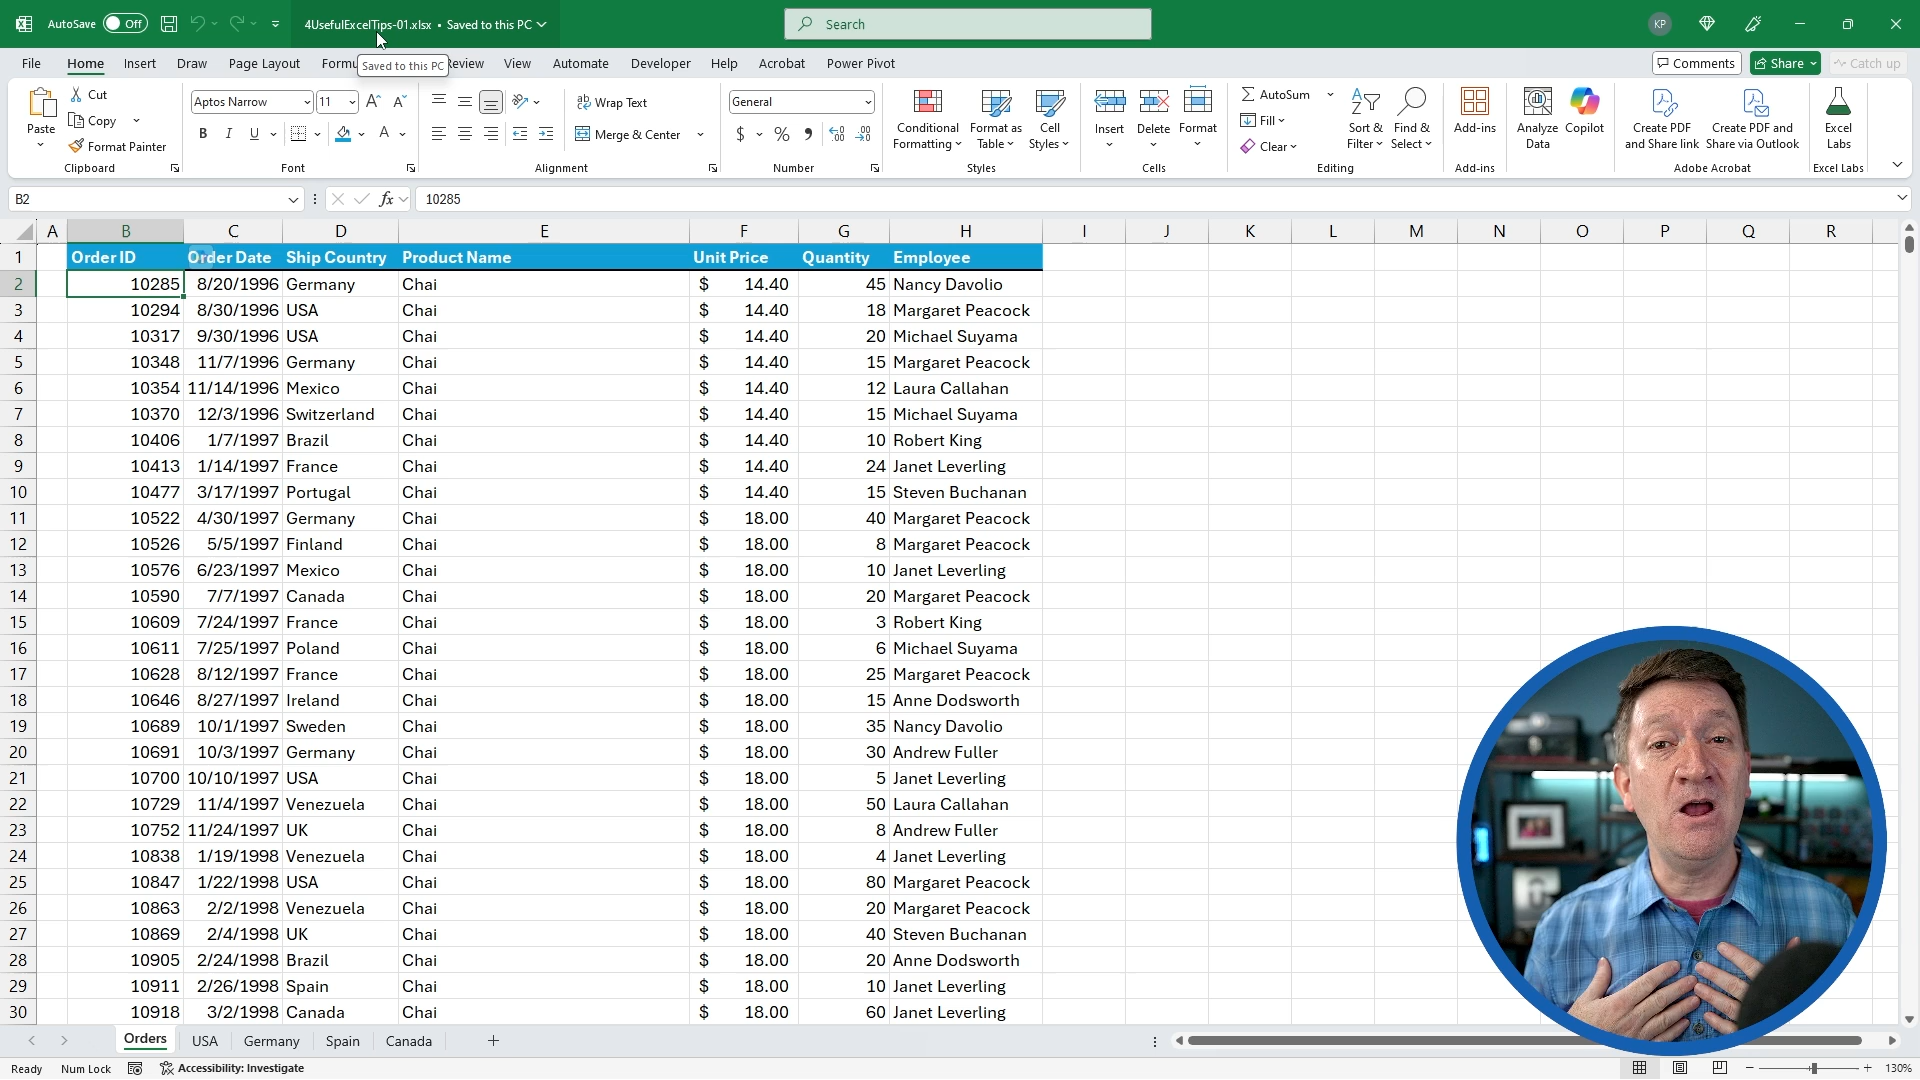 AutoSave Off 4UsefulExcelTips-01.xlsx • Saved to this PC Search KP
File Home Insert Draw Page Layout Formu Saved to this PC Review View Automate Developer Help Acrobat Power Pivot Comments Share Catch up
Paste Cut Copy Format Painter Clipboard
Aptos Narrow 11 B I U A Font
Wrap Text Merge & Center Alignment
General $ % Number
Conditional Formatting Format as Table Cell Styles Styles
Insert Delete Format Cells
AutoSum Fill Clear Sort & Filter Find & Select Editing
Add-ins Add-ins
Analyze Data Copilot
Create PDF and Share link Create PDF and Share via Outlook Adobe Acrobat
Excel Labs Excel Labs
B2 fx 10285
A B C D E F G H I J K L M N O P Q R
1 Order ID Order Date Ship Country Product Name Unit Price Quantity Employee
2 10285 8/20/1996 Germany Chai $ 14.40 45 Nancy Davolio
3 10294 8/30/1996 USA Chai $ 14.40 18 Margaret Peacock
4 10317 9/30/1996 USA Chai $ 14.40 20 Michael Suyama
5 10348 11/7/1996 Germany Chai $ 14.40 15 Margaret Peacock
6 10354 11/14/1996 Mexico Chai $ 14.40 12 Laura Callahan
7 10370 12/3/1996 Switzerland Chai $ 14.40 15 Michael Suyama
8 10406 1/7/1997 Brazil Chai $ 14.40 10 Robert King
9 10413 1/14/1997 France Chai $ 14.40 24 Janet Leverling
10 10477 3/17/1997 Portugal Chai $ 14.40 15 Steven Buchanan
11 10522 4/30/1997 Germany Chai $ 18.00 40 Margaret Peacock
12 10526 5/5/1997 Finland Chai $ 18.00 8 Margaret Peacock
13 10576 6/23/1997 Mexico Chai $ 18.00 10 Janet Leverling
14 10590 7/7/1997 Canada Chai $ 18.00 20 Margaret Peacock
15 10609 7/24/1997 France Chai $ 18.00 3 Robert King
16 10611 7/25/1997 Poland Chai $ 18.00 6 Michael Suyama
17 10628 8/12/1997 France Chai $ 18.00 25 Margaret Peacock
18 10646 8/27/1997 Ireland Chai $ 18.00 15 Anne Dodsworth
19 10689 10/1/1997 Sweden Chai $ 18.00 35 Nancy Davolio
20 10691 10/3/1997 Germany Chai $ 18.00 30 Andrew Fuller
21 10700 10/10/1997 USA Chai $ 18.00 5 Janet Leverling
22 10729 11/4/1997 Venezuela Chai $ 18.00 50 Laura Callahan
23 10752 11/24/1997 UK Chai $ 18.00 8 Andrew Fuller
24 10838 1/19/1998 Venezuela Chai $ 18.00 4 Janet Leverling
25 10847 1/22/1998 USA Chai $ 18.00 80 Margaret Peacock
26 10863 2/2/1998 Venezuela Chai $ 18.00 20 Margaret Peacock
27 10869 2/4/1998 UK Chai $ 18.00 40 Steven Buchanan
28 10905 2/24/1998 Brazil Chai $ 18.00 20 Anne Dodsworth
29 10911 2/26/1998 Spain Chai $ 18.00 10 Janet Leverling
30 10918 3/2/1998 Canada Chai $ 18.00 60 Janet Leverling
Orders USA Germany Spain Canada
Ready Num Lock Accessibility: Investigate 130%